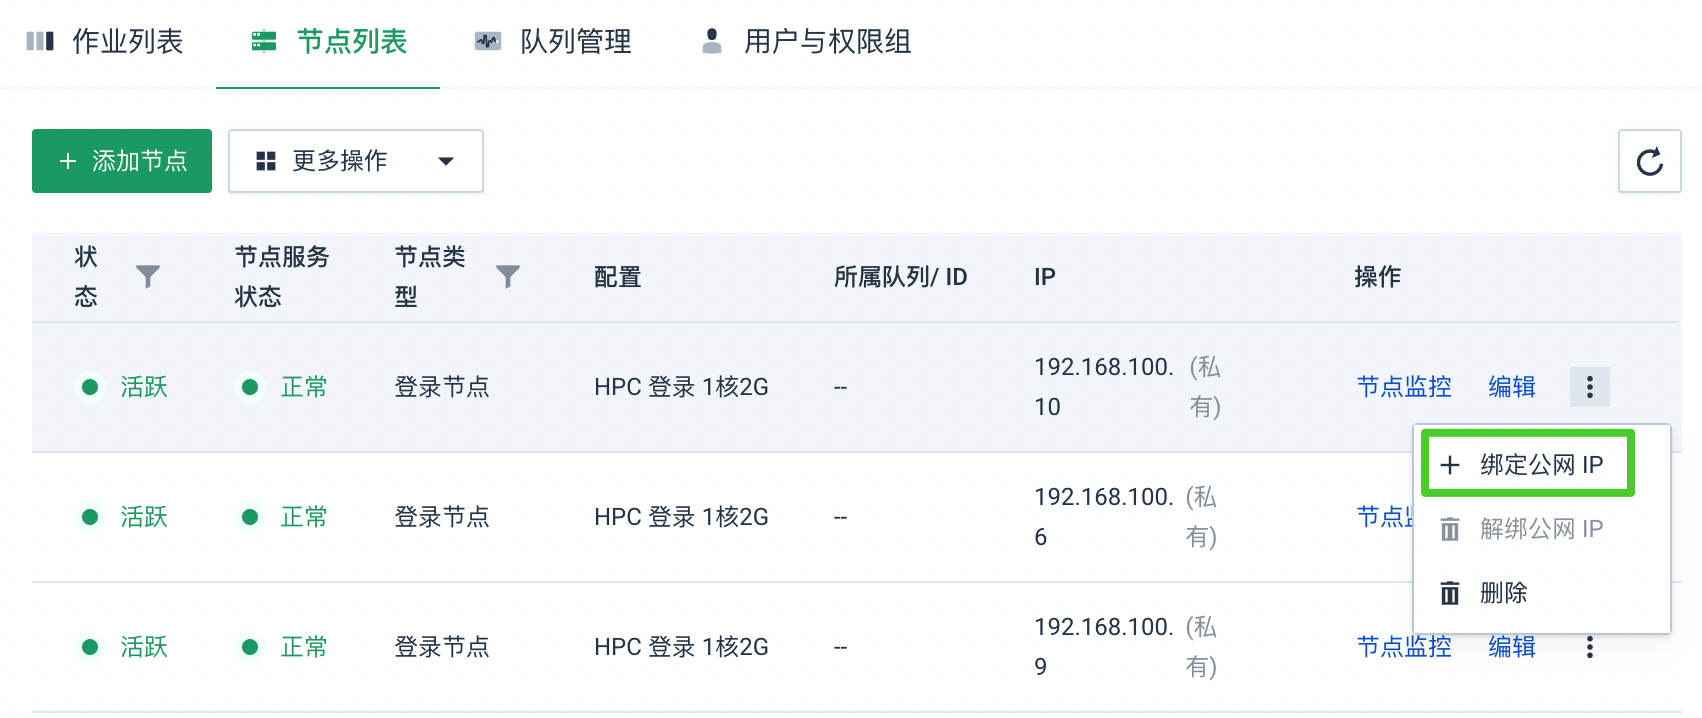 作业列表 节点列表 队列管理 用户与权限组
添加节点 更多操作
状态 节点服务状态 节点类型 配置 所属队列/ ID IP 操作
活跃 正常 登录节点 HPC 登录 1核2G -- 192.168.100.10 (私有) 节点监控 编辑
绑定公网 IP
解绑公网 IP
删除
活跃 正常 登录节点 HPC 登录 1核2G -- 192.168.100.6 (私有) 节点
活跃 正常 登录节点 HPC 登录 1核2G -- 192.168.100.9 (私有) 节点监控 编辑